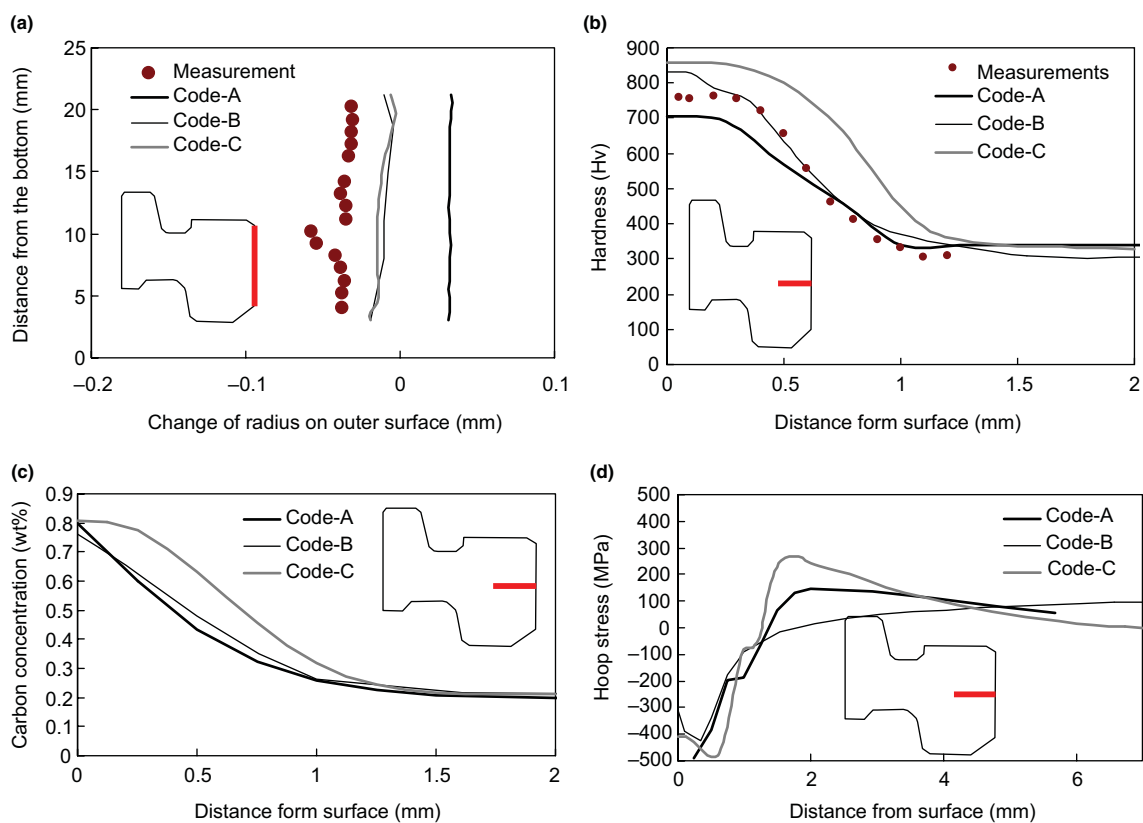 (a)
25
20
15
10
5
0
Distance from the bottom (mm)
Measurement
Code-A
Code-B
Code-C
–0.2
–0.1
0
0.1
Change of radius on outer surface (mm)
(b)
900
800
700
600
500
400
300
200
100
0
Hardness (Hv)
Measurements
Code-A
Code-B
Code-C
0
0.5
1
1.5
2
Distance form surface (mm)
(c)
0.9
0.8
0.7
0.6
0.5
0.4
0.3
0.2
0.1
0
Carbon concentration (wt%)
Code-A
Code-B
Code-C
0
0.5
1
1.5
2
Distance form surface (mm)
(d)
500
400
300
200
100
0
–100
–200
–300
–400
–500
Hoop stress (MPa)
Code-A
Code-B
Code-C
0
2
4
6
Distance from surface (mm)